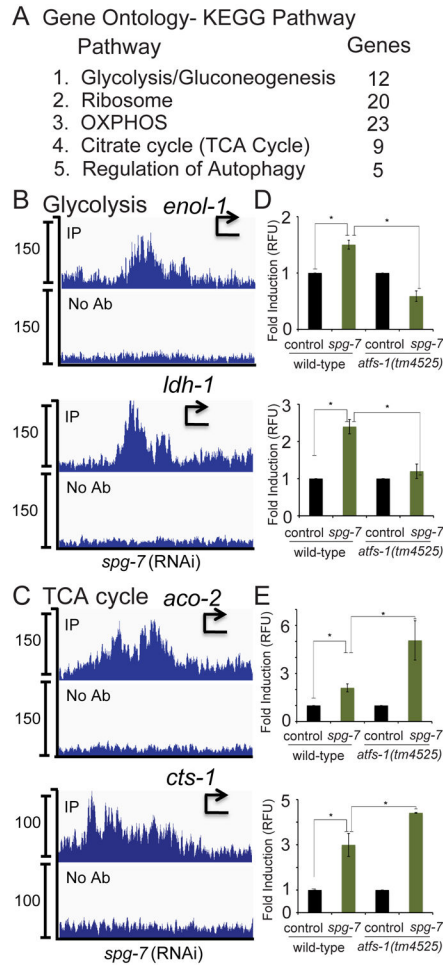 A Gene Ontology- KEGG Pathway
Pathway Genes
1. Glycolysis/Gluconeogenesis 12
2. Ribosome 20
3. OXPHOS 23
4. Citrate cycle (TCA Cycle) 9
5. Regulation of Autophagy 5
B Glycolysis enol-1
150
IP
150
No Ab
ldh-1
150
IP
150
No Ab
spg-7 (RNAi)
D
Fold Induction (RFU)
2
1
0
* *
control spg-7 control spg-7
wild-type atfs-1(tm4525)
Fold Induction (RFU)
3
2
1
0
* *
control spg-7 control spg-7
wild-type atfs-1(tm4525)
C TCA cycle aco-2
150
IP
150
No Ab
cts-1
100
IP
100
No Ab
spg-7 (RNAi)
E
Fold Induction (RFU)
6
5
2
0
* *
control spg-7 control spg-7
wild-type atfs-1(tm4525)
Fold Induction (RFU)
5
4
1
0
* *
control spg-7 control spg-7
wild-type atfs-1(tm4525)